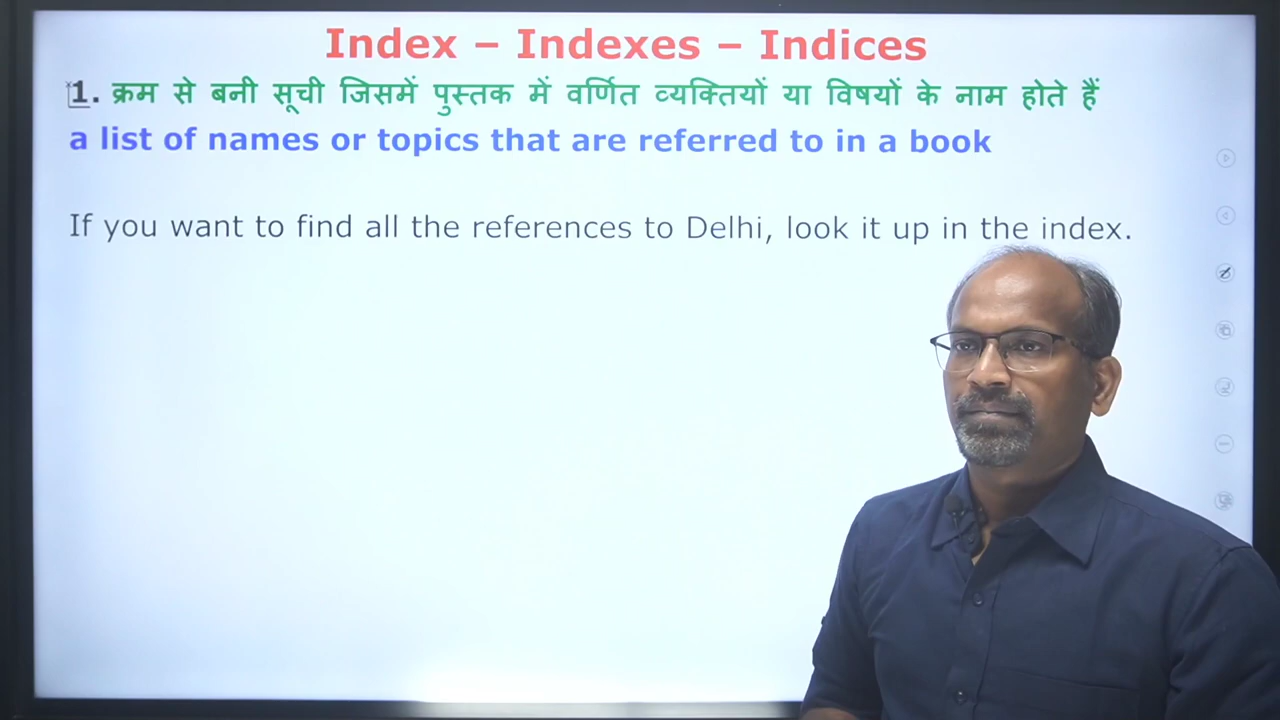 Index – Indexes – Indices
1. क्रम से बनी सूची जिसमें पुस्तक में वर्णित व्यक्तियों या विषयों के नाम होते हैं
a list of names or topics that are referred to in a book
If you want to find all the references to Delhi, look it up in the index.